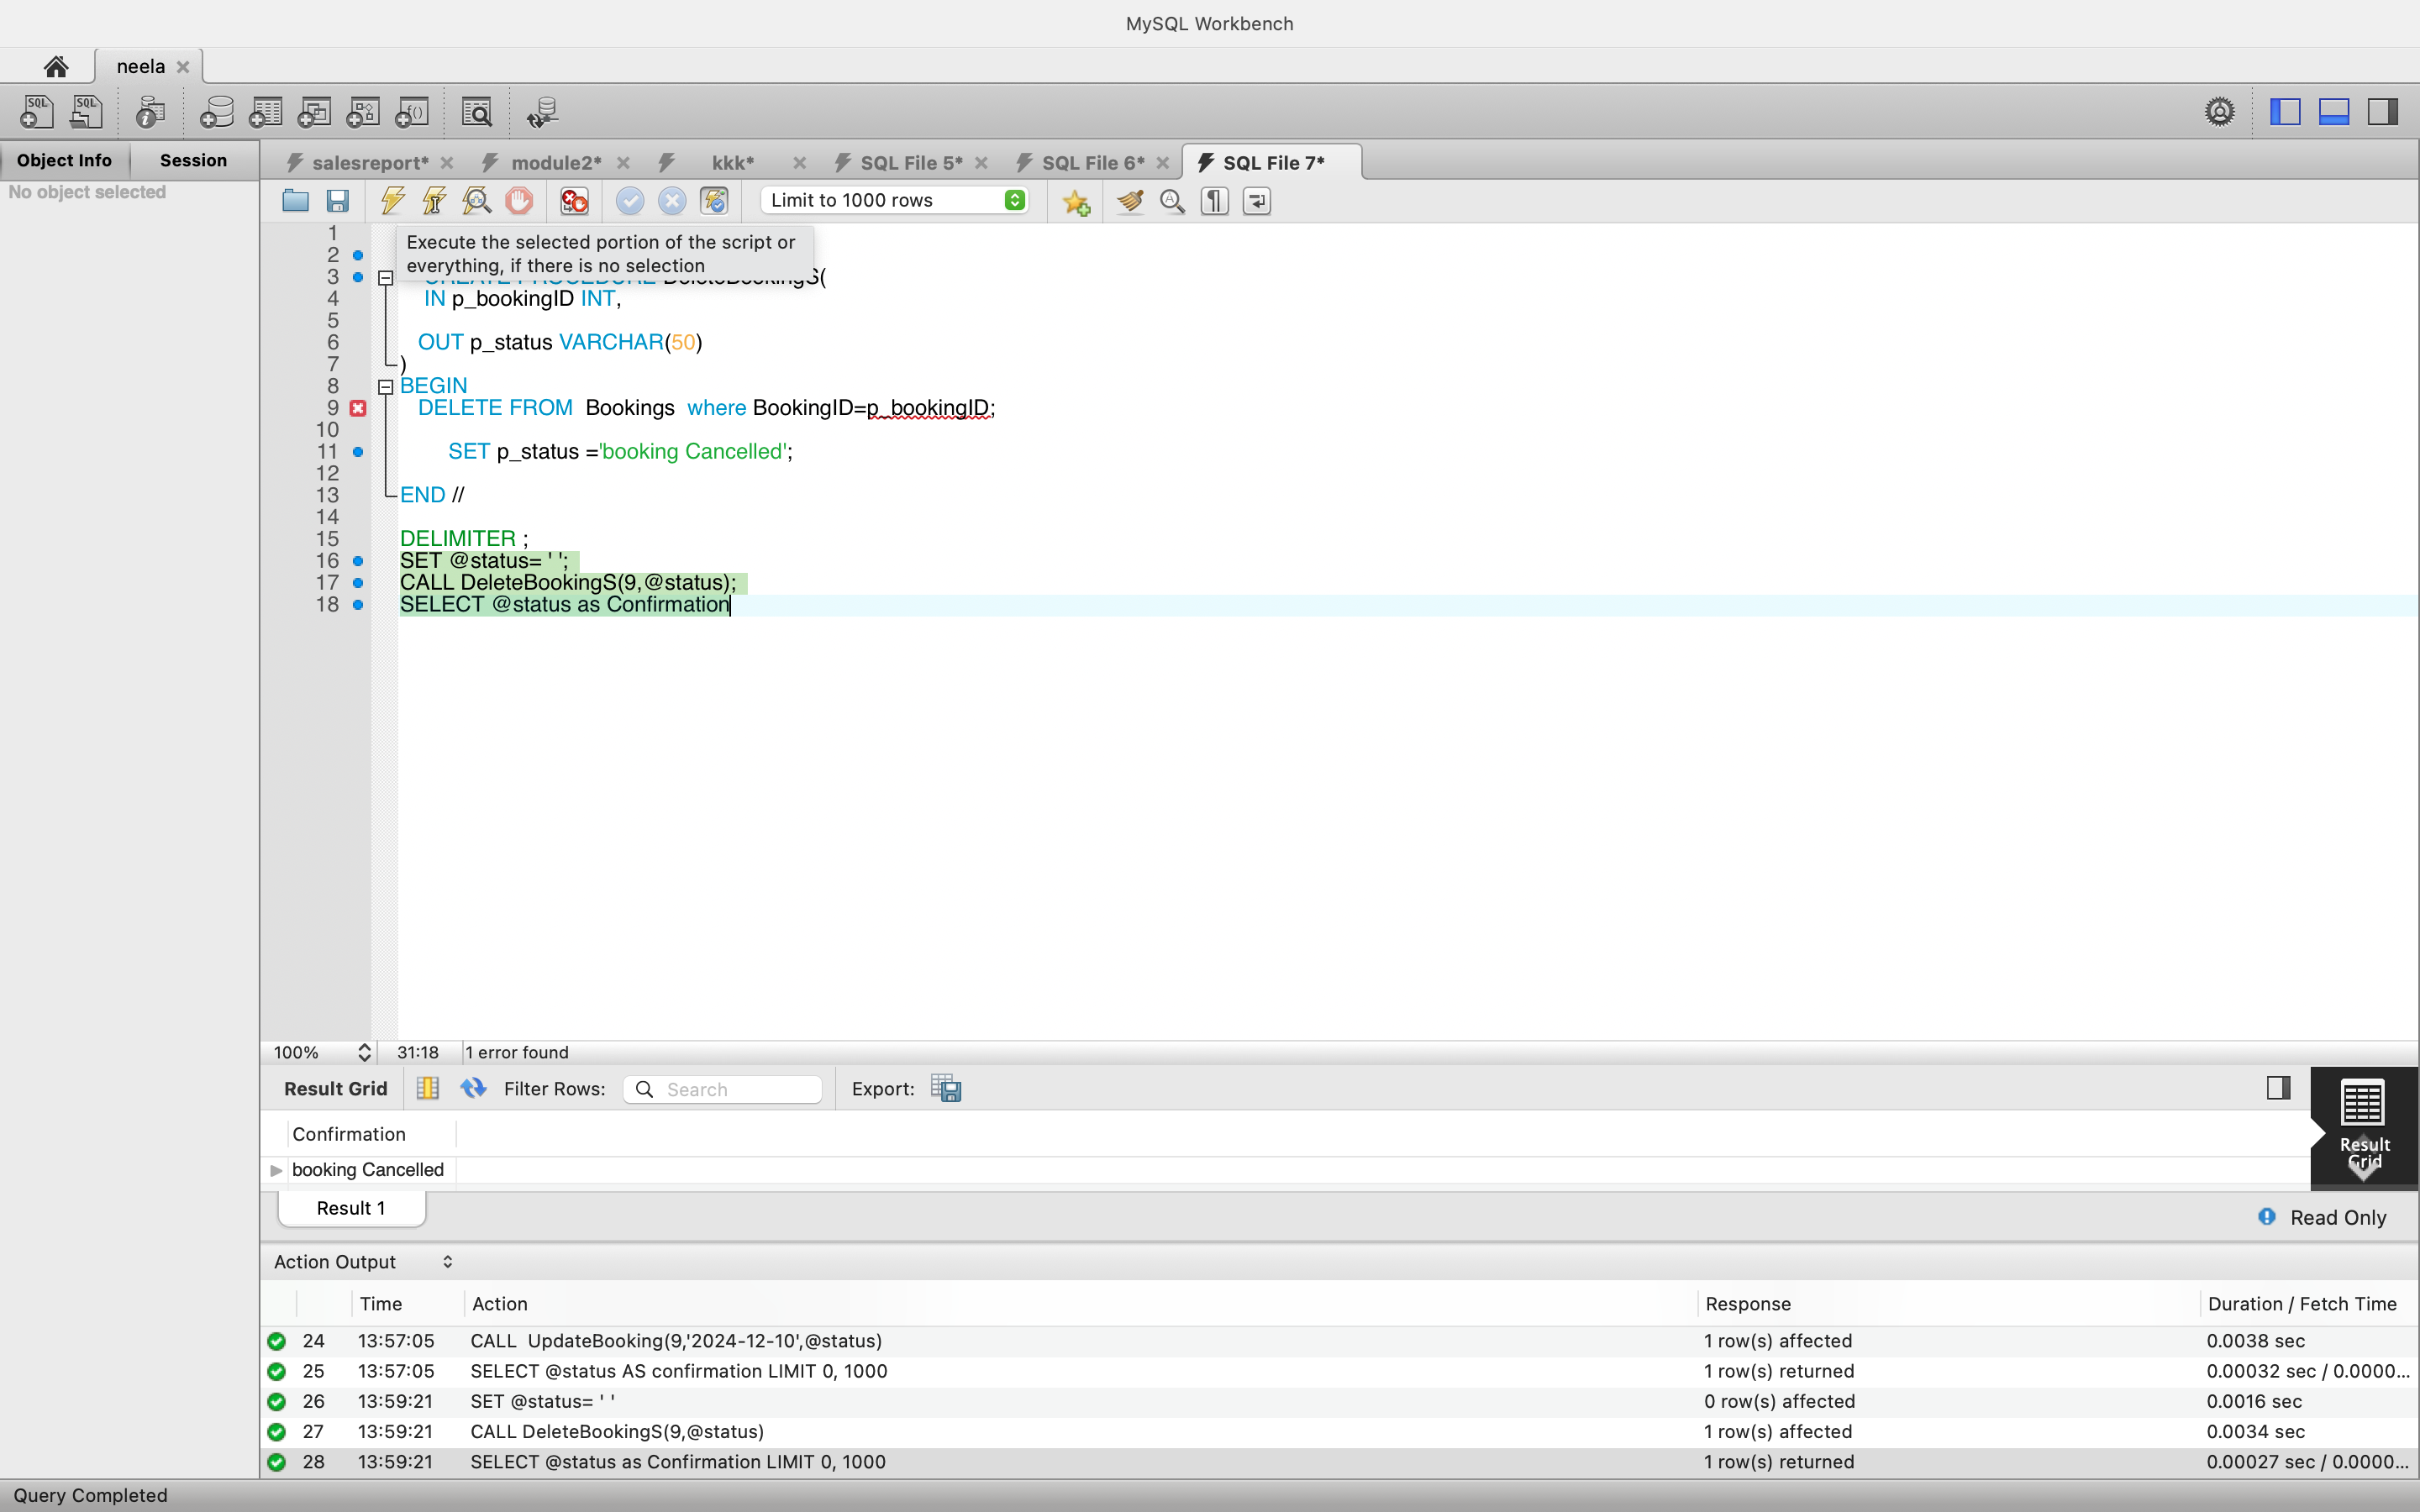 MySQL Workbench
neela
Object Info Session
No object selected
salesreport* module2* kkk* SQL File 5* SQL File 6* SQL File 7*
Limit to 1000 rows
Execute the selected portion of the script or
everything, if there is no selection
1
2
3 CREATE PROCEDURE DeleteBookingS(
4 IN p_bookingID INT,
5
6 OUT p_status VARCHAR(50)
7 )
8 BEGIN
9 DELETE FROM Bookings where BookingID=p_bookingID;
10
11 SET p_status ='booking Cancelled';
12
13 END //
14
15 DELIMITER ;
16 SET @status= ' ';
17 CALL DeleteBookingS(9,@status);
18 SELECT @status as Confirmation
100% 31:18 1 error found
Result Grid Filter Rows: Search Export:
Result
Grid
Confirmation
booking Cancelled
Result 1
Read Only
Action Output
Time Action Response Duration / Fetch Time
24 13:57:05 CALL UpdateBooking(9,'2024-12-10',@status) 1 row(s) affected 0.0038 sec
25 13:57:05 SELECT @status AS confirmation LIMIT 0, 1000 1 row(s) returned 0.00032 sec / 0.0000...
26 13:59:21 SET @status= ' ' 0 row(s) affected 0.0016 sec
27 13:59:21 CALL DeleteBookingS(9,@status) 1 row(s) affected 0.0034 sec
28 13:59:21 SELECT @status as Confirmation LIMIT 0, 1000 1 row(s) returned 0.00027 sec / 0.0000...
Query Completed